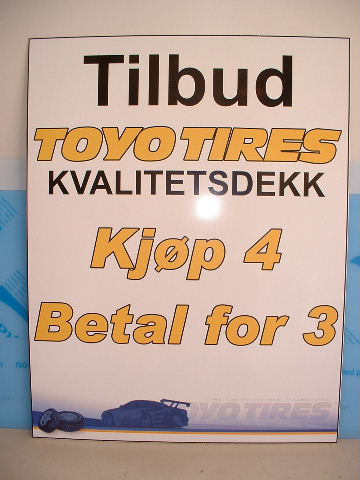 Tilbud
TOYO TIRES
KVALITETSDEKK
Kjøp 4
Betal for 3
TOYO TIRES